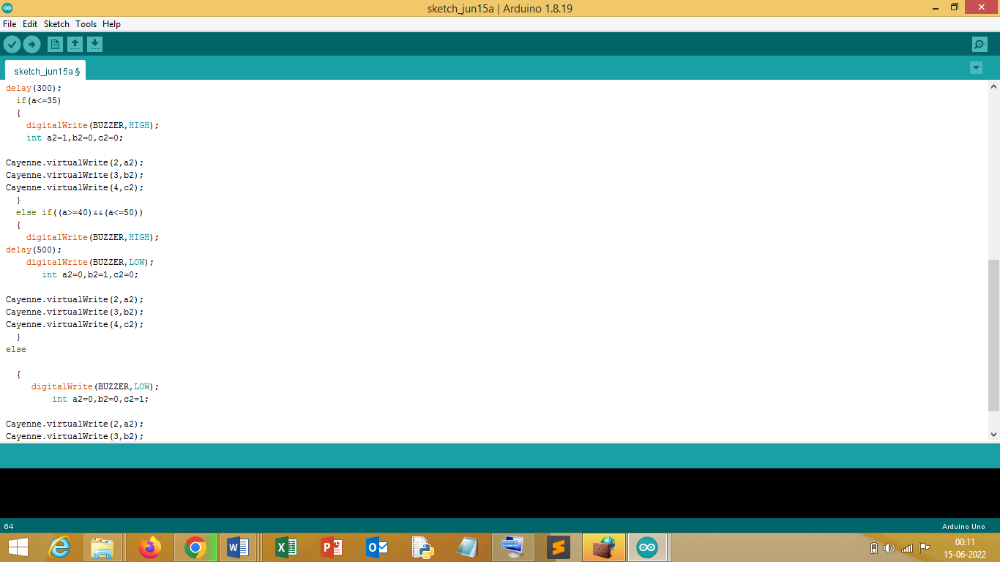 sketch_jun15a | Arduino 1.8.19
File Edit Sketch Tools Help
sketch_jun15a §
delay(300);
if(a<=35)
{
digitalWrite(BUZZER,HIGH);
int a2=1,b2=0,c2=0;
Cayenne.virtualWrite(2,a2);
Cayenne.virtualWrite(3,b2);
Cayenne.virtualWrite(4,c2);
}
else if((a>=40)&&(a<=50))
{
digitalWrite(BUZZER,HIGH);
delay(500);
digitalWrite(BUZZER,LOW);
int a2=0,b2=1,c2=0;
Cayenne.virtualWrite(2,a2);
Cayenne.virtualWrite(3,b2);
Cayenne.virtualWrite(4,c2);
}
else
{
digitalWrite(BUZZER,LOW);
int a2=0,b2=0,c2=1;
Cayenne.virtualWrite(2,a2);
Cayenne.virtualWrite(3,b2);
64 Arduino Uno
00:11
15-06-2022